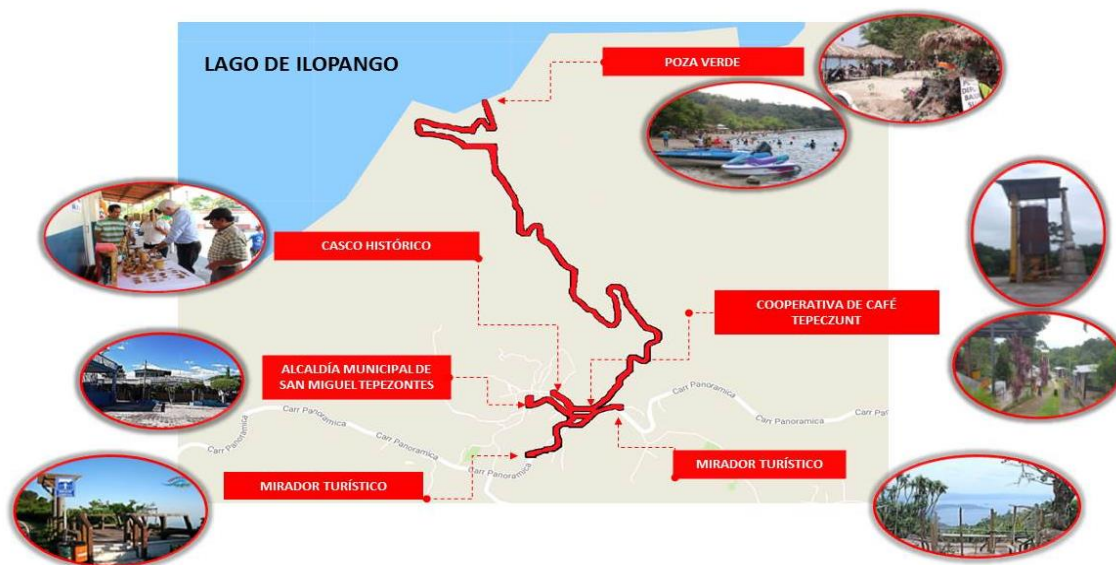 LAGO DE ILOPANGO
POZA VERDE
CASCO HISTÓRICO
COOPERATIVA DE CAFÉ
TEPECZUNT
ALCALDÍA MUNICIPAL DE
SAN MIGUEL TEPEZONTES
Carr Panoramica
Carr Panoramica
Carr Panoramica
Carr Panoramica
Carr Panoramica
MIRADOR TURÍSTICO
MIRADOR TURÍSTICO